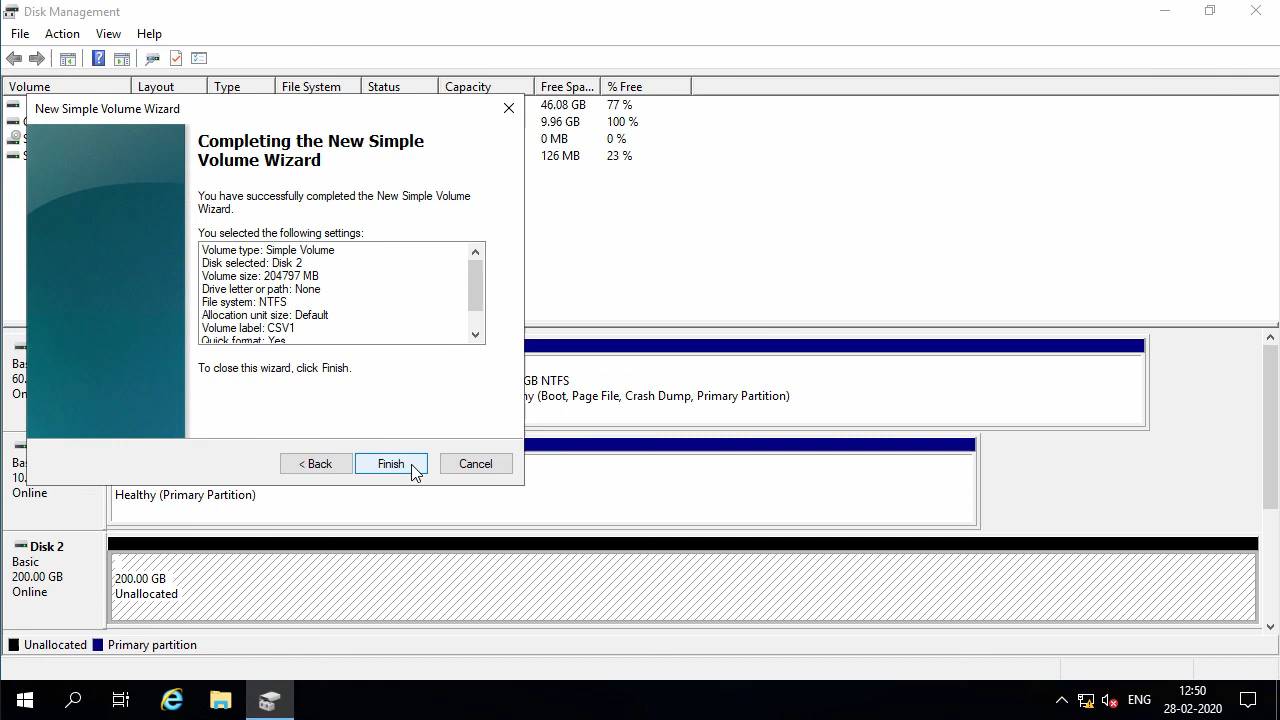 Disk Management
File Action View Help
Volume Layout Type File System Status Capacity Free Spa... % Free
46.08 GB 77 %
9.96 GB 100 %
0 MB 0 %
126 MB 23 %
New Simple Volume Wizard
Completing the New Simple
Volume Wizard
You have successfully completed the New Simple Volume
Wizard.
You selected the following settings:
Volume type: Simple Volume
Disk selected: Disk 2
Volume size: 204797 MB
Drive letter or path: None
File system: NTFS
Allocation unit size: Default
Volume label: CSV1
Quick format: Yes
To close this wizard, click Finish.
< Back Finish Cancel
GB NTFS
(Boot, Page File, Crash Dump, Primary Partition)
Online
Healthy (Primary Partition)
Disk 2
Basic
200.00 GB
Online
200.00 GB
Unallocated
Unallocated Primary partition
ENG
12:50
28-02-2020